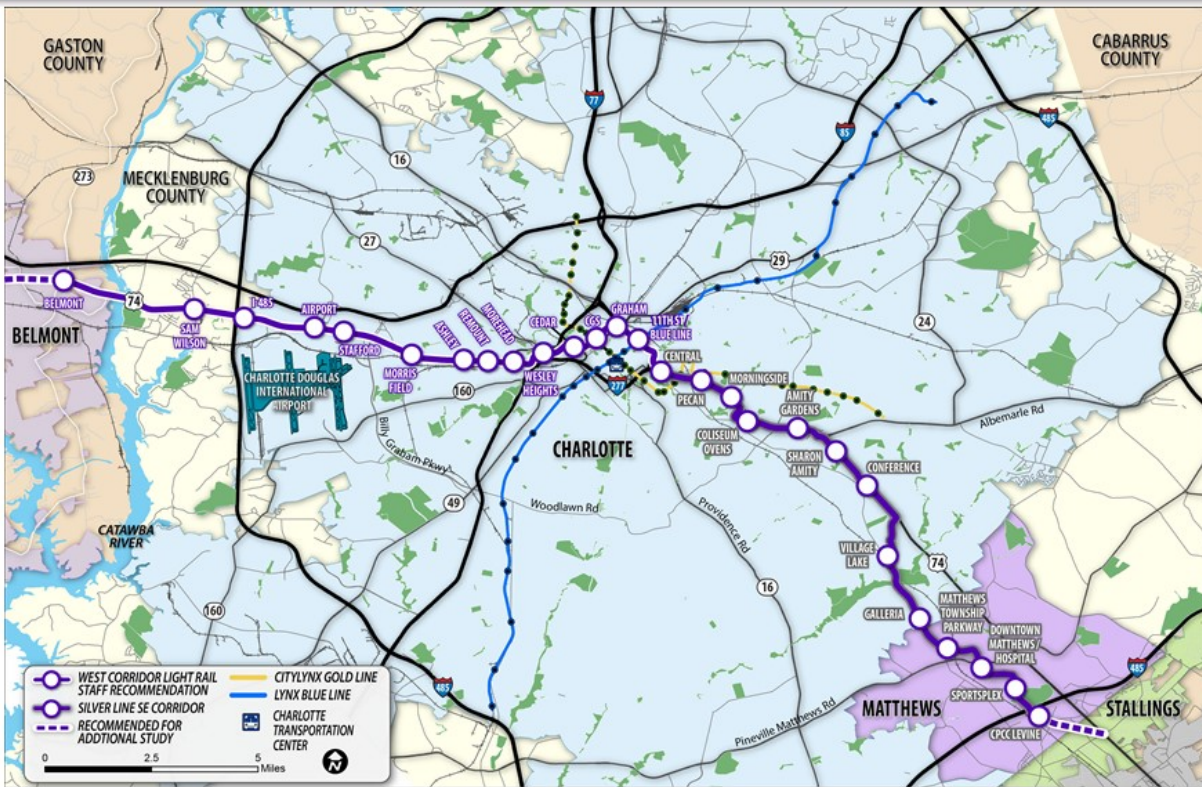 GASTON
COUNTY
CABARRUS
COUNTY
77
85
485
16
273
MECKLENBURG
COUNTY
27
29
24
BELMONT
74
SAM
WILSON
I-485
AIRPORT
STAFFORD
MORRIS
FIELD
ASHLEY
REMOUNT
MOREHEAD
WESLEY
HEIGHTS
CEDAR
CGS
GRAHAM
11TH ST/
BLUE LINE
CENTRAL
PECAN
MORNINGSIDE
COLISEUM
OVENS
AMITY
GARDENS
SHARON
AMITY
CONFERENCE
BELMONT
CHARLOTTE DOUGLAS
INTERNATIONAL
AIRPORT
160
277
Albemarle Rd
Billy Graham Pkwy
CHARLOTTE
49
Woodlawn Rd
Providence Rd
CATAWBA
RIVER
VILLAGE
LAKE
74
16
160
GALLERIA
MATTHEWS
TOWNSHIP
PARKWAY
DOWNTOWN
MATTHEWS /
HOSPITAL
SPORTSPLEX
485
485
MATTHEWS
STALLINGS
CPCC LEVINE
Pineville Matthews Rd
WEST CORRIDOR LIGHT RAIL
STAFF RECOMMENDATION
SILVER LINE SE CORRIDOR
RECOMMENDED FOR
ADDTIONAL STUDY
CITYLYNX GOLD LINE
LYNX BLUE LINE
CHARLOTTE
TRANSPORTATION
CENTER
0 2.5 5
Miles
N